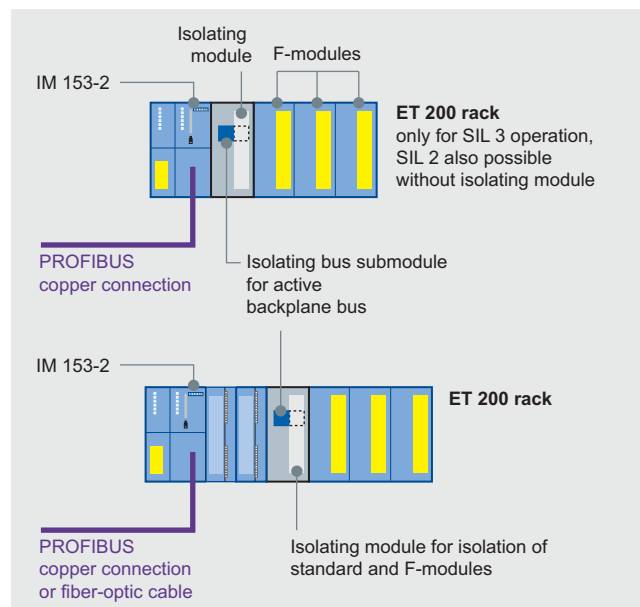 Isolating
module
F-modules
IM 153-2
ET 200 rack
only for SIL 3 operation,
SIL 2 also possible
without isolating module
PROFIBUS
copper connection
Isolating bus submodule
for active
backplane bus
IM 153-2
ET 200 rack
PROFIBUS
copper connection
or fiber-optic cable
Isolating module for isolation of
standard and F-modules